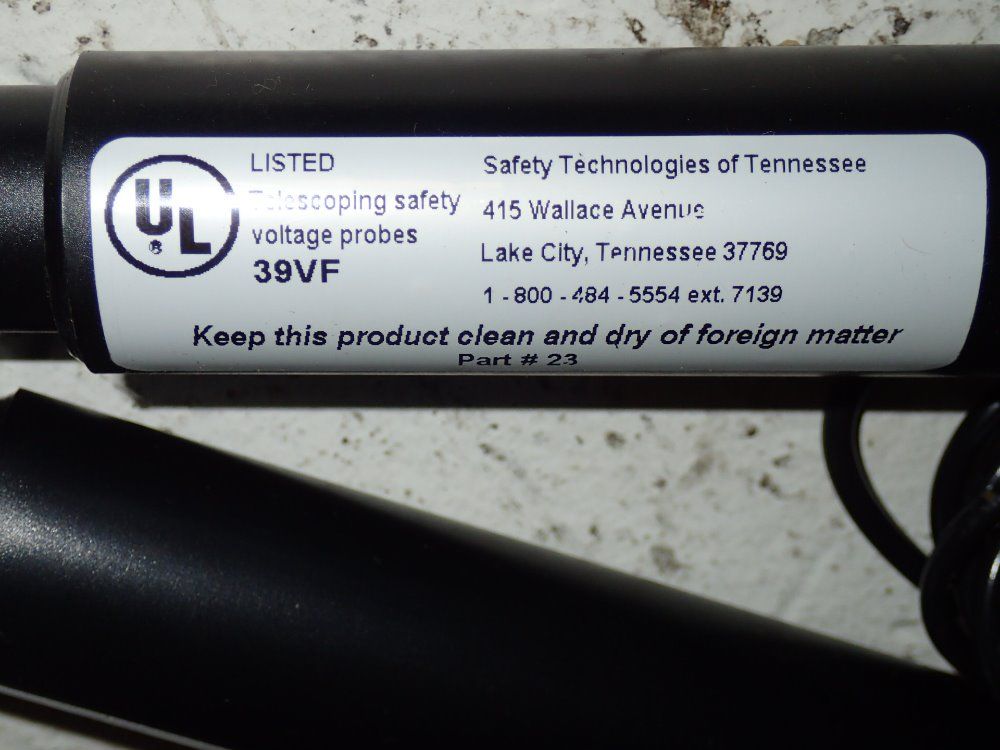 UL
®
LISTED
Telescoping safety
voltage probes
39VF
Safety Technologies of Tennessee
415 Wallace Avenue
Lake City, Tennessee 37769
1 - 800 - 484 - 5554 ext. 7139
Keep this product clean and dry of foreign matter
Part # 23